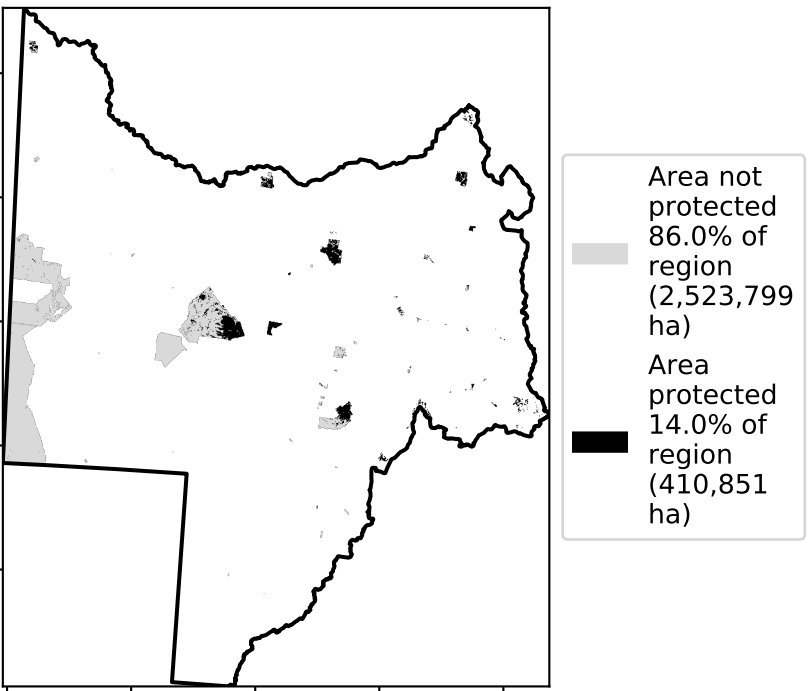 Area not
protected
86.0% of
region
(2,523,799
ha)
Area
protected
14.0% of
region
(410,851
ha)